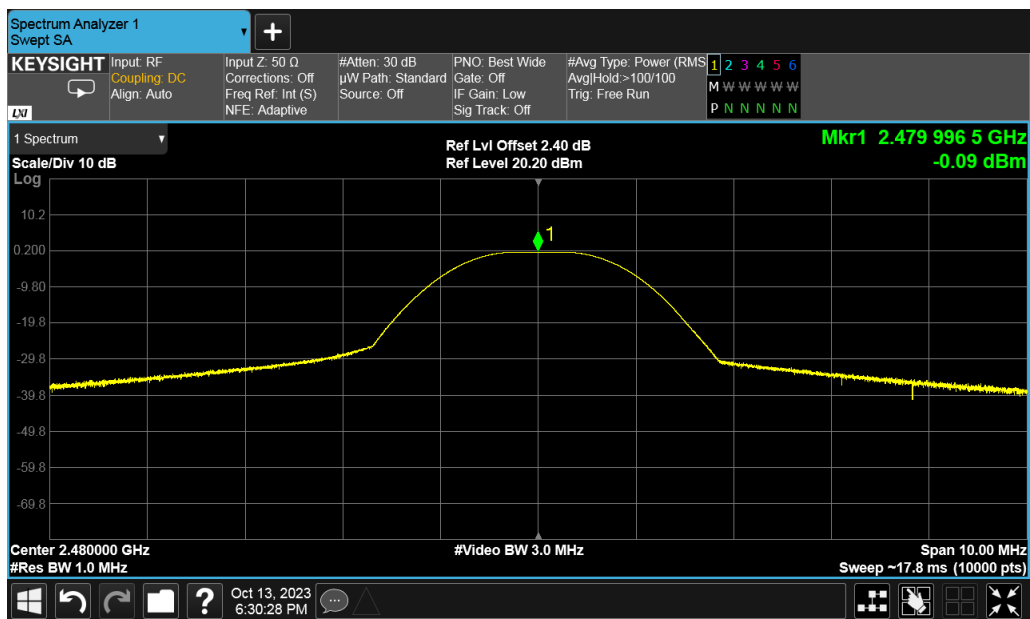 Spectrum Analyzer 1
Swept SA
+
KEYSIGHT
LXI
Input: RF
Coupling: DC
Align: Auto
Input Z: 50 Ω
Corrections: Off
Freq Ref: Int (S)
NFE: Adaptive
#Atten: 30 dB
µW Path: Standard
Source: Off
PNO: Best Wide
Gate: Off
IF Gain: Low
Sig Track: Off
#Avg Type: Power (RMS
Avg|Hold:>100/100
Trig: Free Run
1 2 3 4 5 6
M W W W W W
P N N N N N
1 Spectrum
Scale/Div 10 dB
Ref Lvl Offset 2.40 dB
Ref Level 20.20 dBm
Mkr1 2.479 996 5 GHz
-0.09 dBm
Log
10.2
0.200
-9.80
-19.8
-29.8
-39.8
-49.8
-59.8
-69.8
1
Center 2.480000 GHz
#Res BW 1.0 MHz
#Video BW 3.0 MHz
Span 10.00 MHz
Sweep ~17.8 ms (10000 pts)
?
Oct 13, 2023
6:30:28 PM